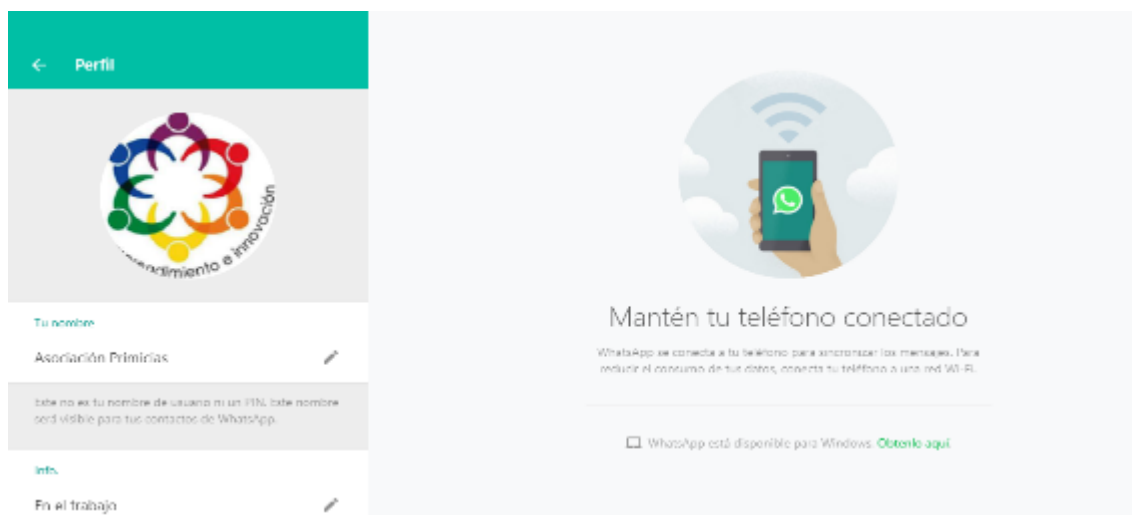 Perfil
endimiento e innovación
Tu nombre
Asociación Primicias
Este no es tu nombre de usuario ni un PIN. Este nombre
será visible para tus contactos de WhatsApp.
Info.
En el trabajo
Mantén tu teléfono conectado
WhatsApp se conecta a tu teléfono para sincronizar los mensajes. Para
reducir el consumo de tus datos, conecta tu teléfono a una red Wi-Fi.
WhatsApp está disponible para Windows. Obtenlo aquí.